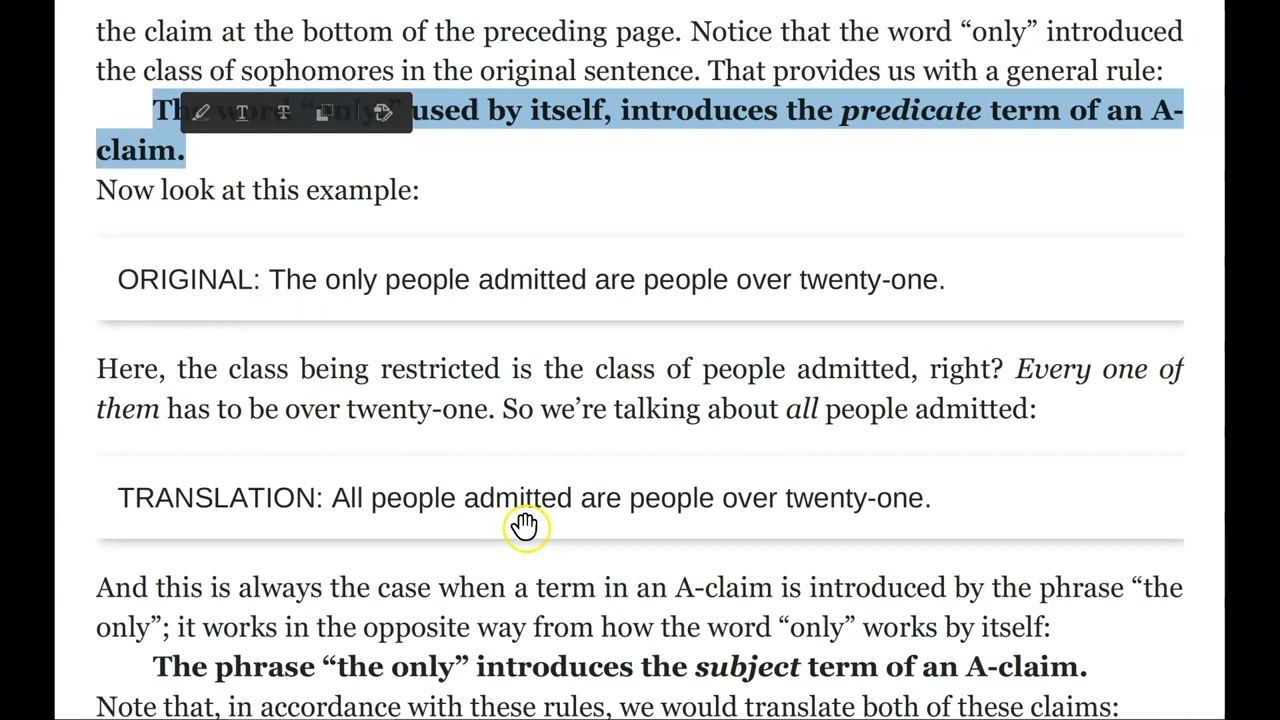 the claim at the bottom of the preceding page. Notice that the word “only” introduced
the class of sophomores in the original sentence. That provides us with a general rule:
The word “only,” used by itself, introduces the predicate term of an A-
claim.
Now look at this example:
ORIGINAL: The only people admitted are people over twenty-one.
Here, the class being restricted is the class of people admitted, right? Every one of
them has to be over twenty-one. So we’re talking about all people admitted:
TRANSLATION: All people admitted are people over twenty-one.
And this is always the case when a term in an A-claim is introduced by the phrase “the
only”; it works in the opposite way from how the word “only” works by itself:
The phrase “the only” introduces the subject term of an A-claim.
Note that, in accordance with these rules, we would translate both of these claims: